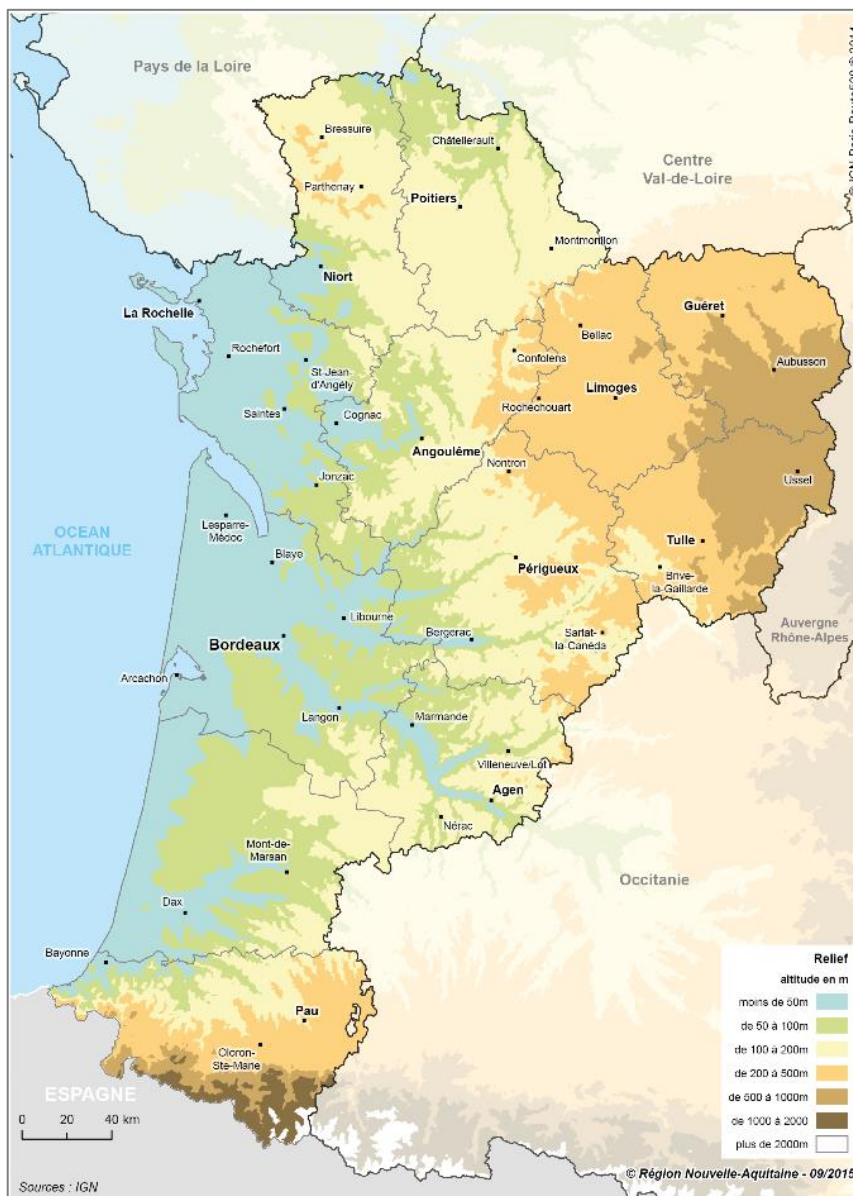 Pays de la Loire
Bressuire
Châtellerault
Centre
Val-de-Loire
Parthenay
Poitiers
Montmorillon
Niort
La Rochelle
Guéret
Bellac
Rochefort
St Jean
d'Angély
Confolens
Aubusson
Limoges
Rochechouart
Saintes
Cognac
Angoulême
Nontron
Jonzac
Ussel
Lesparre-
Médoc
OCEAN
ATLANTIQUE
Tulle
Blaye
Périgueux
Brive-
la-Gaillarde
Libourne
Bergerac
Sarlat-
la-Canéda
Auvergne
Rhône-Alpes
Bordeaux
Arcachon
Langon
Marmande
Villeneuve/Lot
Agen
Nérac
Mont-de-
Marsan
Occitanie
Dax
Bayonne
Pau
Oloron-
Ste-Marie
ESPAGNE
0 20 40 km
Relief
altitude en m
moins de 50m
de 50 à 100m
de 100 à 200m
de 200 à 500m
de 500 à 1000m
de 1000 à 2000
plus de 2000m
© Région Nouvelle-Aquitaine - 09/2015
Sources : IGN